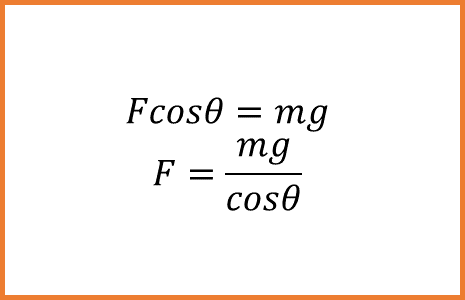 Fcosθ = mg
F = mg/cosθ